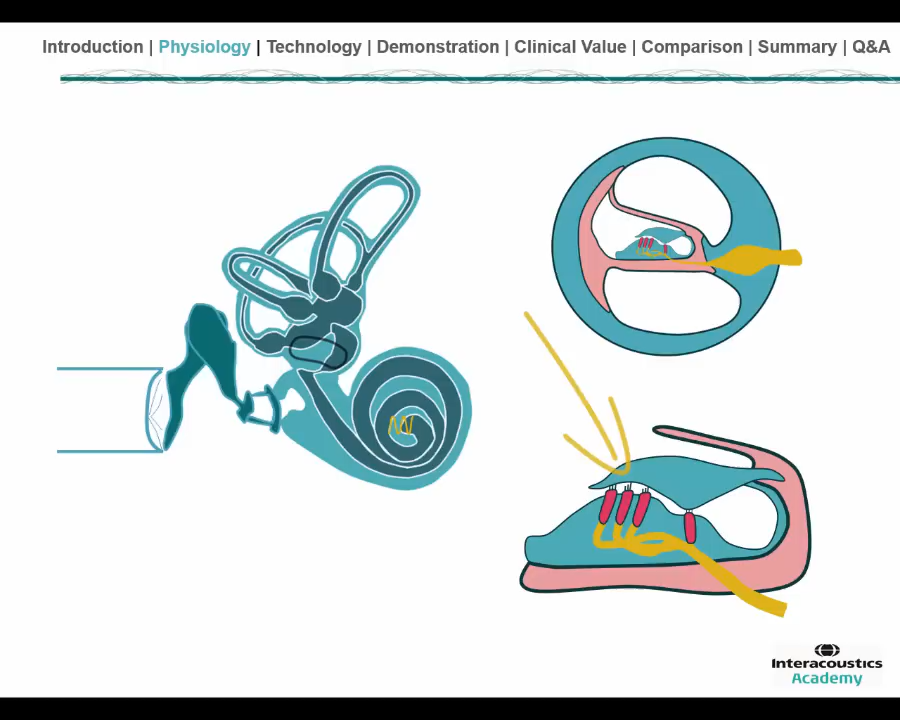 Introduction | Physiology | Technology | Demonstration | Clinical Value | Comparison | Summary | Q&A
Interacoustics
Academy